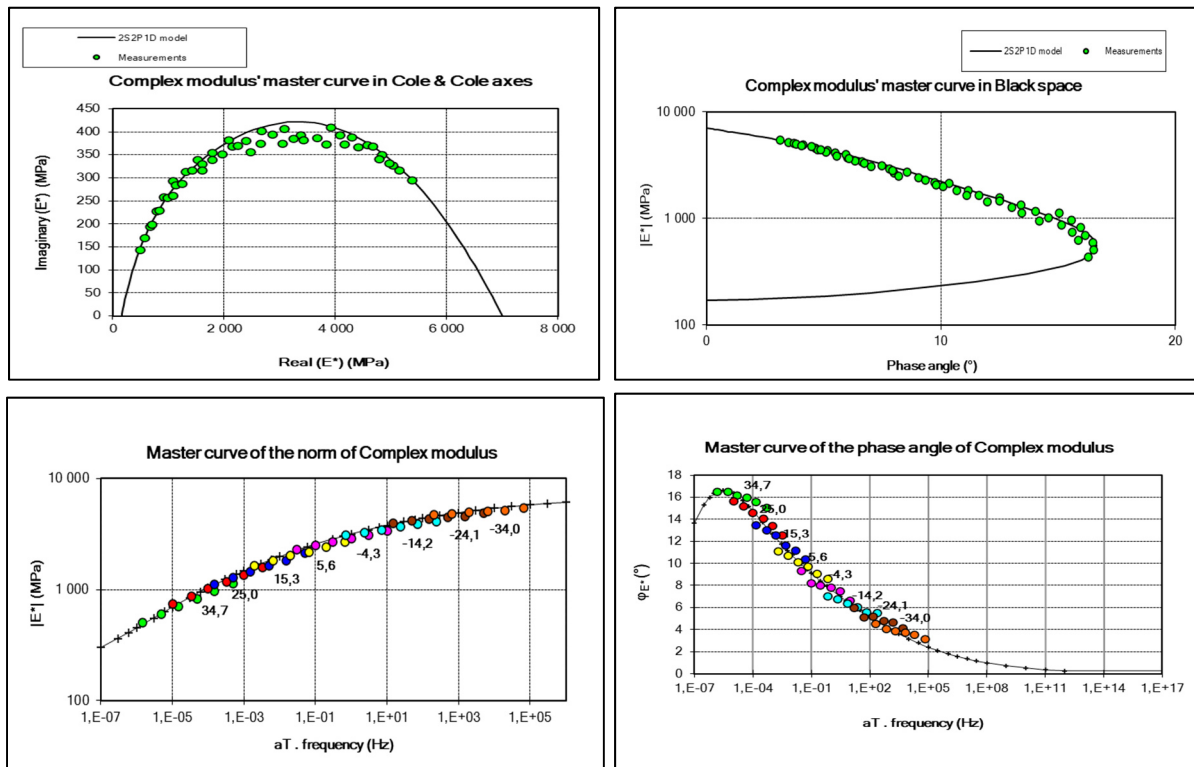 2S2P1D model
Measurements
Complex modulus' master curve in Cole & Cole axes
Imaginary (E*) (MPa)
450
400
350
300
250
200
150
100
50
0
0
2 000
4 000
6 000
8 000
Real (E*) (MPa)
2S2P1D model
Measurements
Complex modulus' master curve in Black space
|E*| (MPa)
10 000
1 000
100
0
10
20
Phase angle (°)
Master curve of the norm of Complex modulus
|E*| (MPa)
10 000
1 000
100
34,7
25,0
15,3
5,6
-4,3
-14,2
-24,1
-34,0
1,E-07
1,E-05
1,E-03
1,E-01
1,E+01
1,E+03
1,E+05
aT . frequency (Hz)
Master curve of the phase angle of Complex modulus
φE* (°)
18
16
14
12
10
8
6
4
2
0
34,7
25,0
15,3
5,6
-4,3
-14,2
-24,1
-34,0
1,E-07
1,E-04
1,E-01
1,E+02
1,E+05
1,E+08
1,E+11
1,E+14
1,E+17
aT . frequency (Hz)